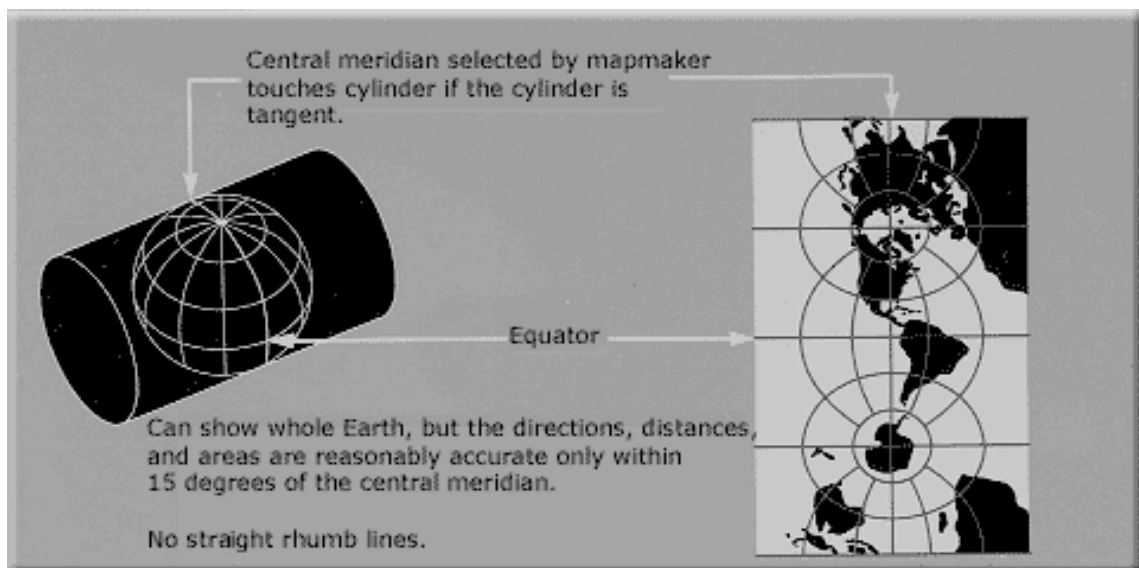 Central meridian selected by mapmaker
touches cylinder if the cylinder is
tangent.
Equator
Can show whole Earth, but the directions, distances,
and areas are reasonably accurate only within
15 degrees of the central meridian.
No straight rhumb lines.